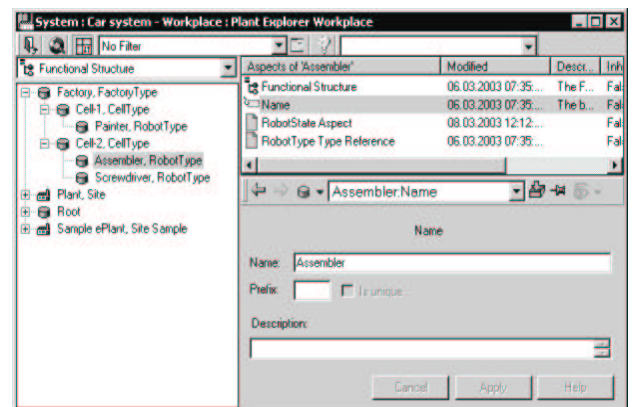 System : Car system - Workplace : Plant Explorer Workplace
No Filter
Functional Structure
Factory, FactoryType
Cell-1, CellType
Painter, RobotType
Cell-2, CellType
Assembler, RobotType
Screwdriver, RobotType
Plant, Site
Root
Sample ePlant, Site Sample
Aspects of 'Assembler' Modified Descr... Inh
Functional Structure 06.03.2003 07:35:... The F... Fal
Name 06.03.2003 07:35:... The b... Fal
RobotState Aspect 08.03.2003 12:12:... Fal
RobotType Type Reference 06.03.2003 07:35:... Fal
Assembler:Name
Name
Name: Assembler
Prefix: Is unique...
Description:
Cancel Apply Help